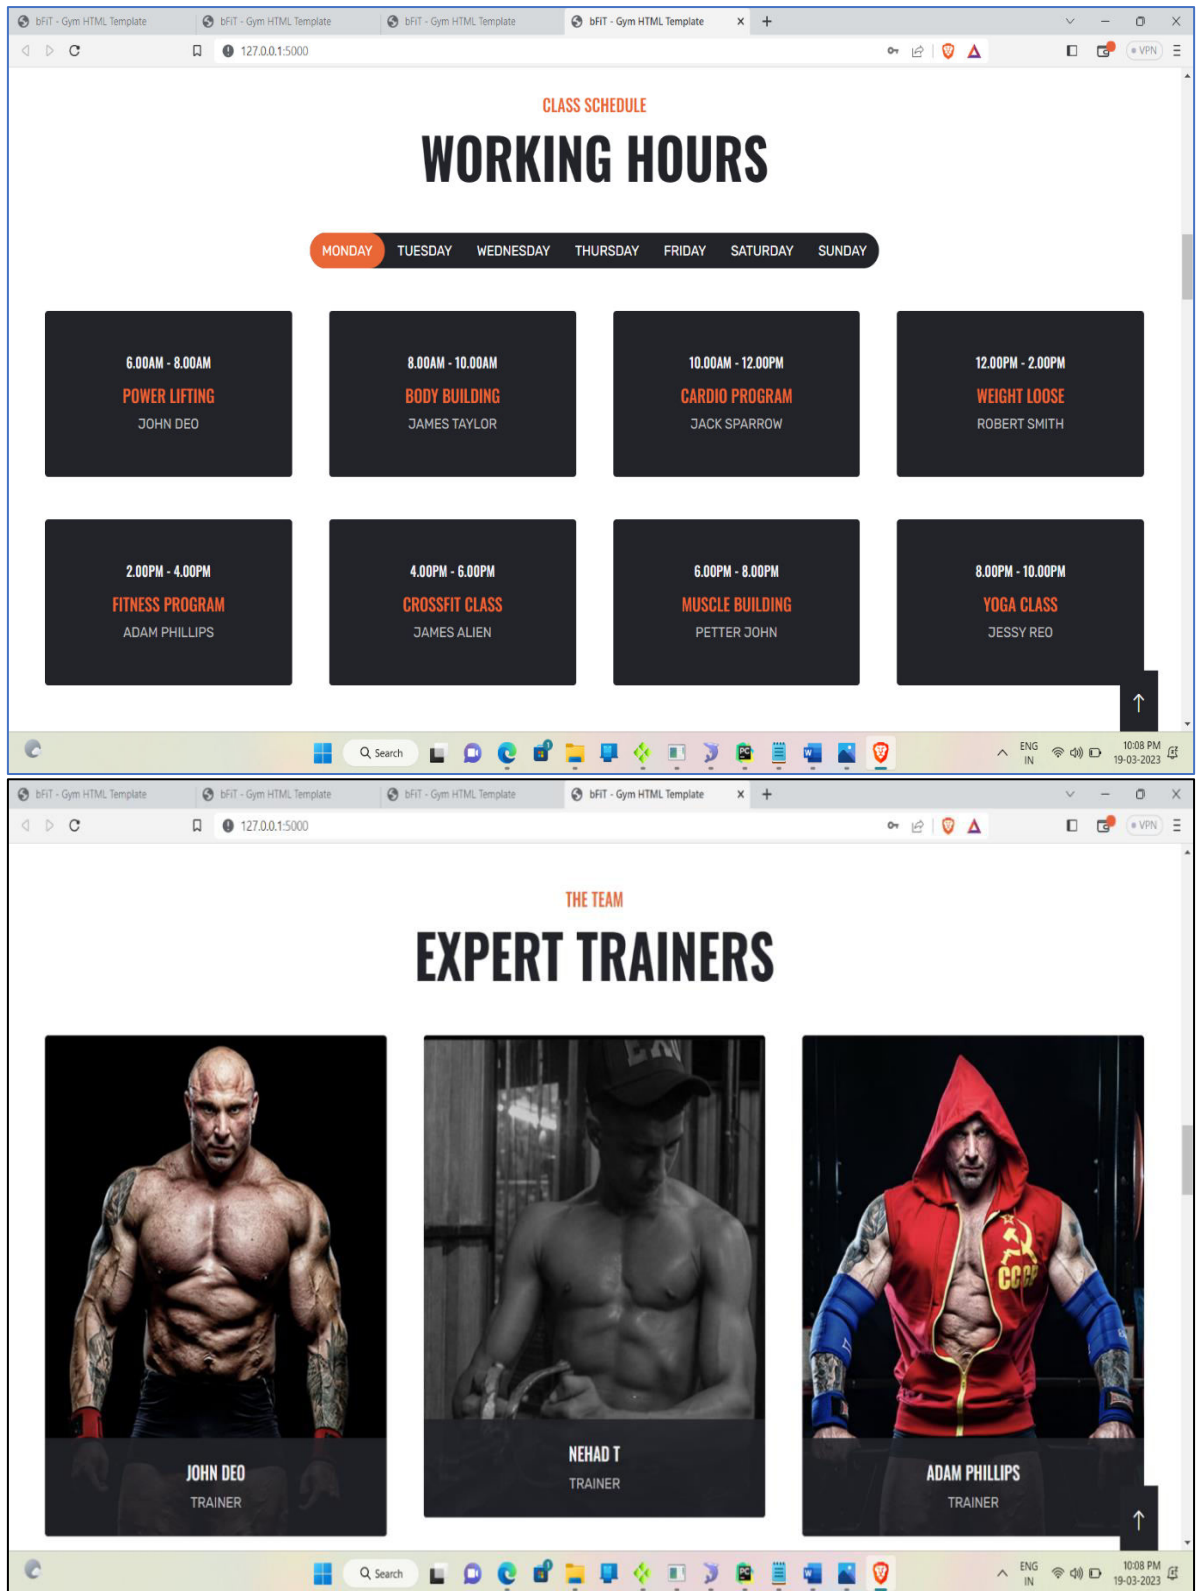 bFiT - Gym HTML Template bFiT - Gym HTML Template bFiT - Gym HTML Template bFiT - Gym HTML Template
127.0.0.1:5000 VPN
CLASS SCHEDULE
WORKING HOURS
MONDAY TUESDAY WEDNESDAY THURSDAY FRIDAY SATURDAY SUNDAY
6.00AM - 8.00AM
POWER LIFTING
JOHN DEO
8.00AM - 10.00AM
BODY BUILDING
JAMES TAYLOR
10.00AM - 12.00PM
CARDIO PROGRAM
JACK SPARROW
12.00PM - 2.00PM
WEIGHT LOOSE
ROBERT SMITH
2.00PM - 4.00PM
FITNESS PROGRAM
ADAM PHILLIPS
4.00PM - 6.00PM
CROSSFIT CLASS
JAMES ALIEN
6.00PM - 8.00PM
MUSCLE BUILDING
PETTER JOHN
8.00PM - 10.00PM
YOGA CLASS
JESSY REO
Search
ENG
IN
10:08 PM
19-03-2023
bFiT - Gym HTML Template bFiT - Gym HTML Template bFiT - Gym HTML Template bFiT - Gym HTML Template
127.0.0.1:5000 VPN
THE TEAM
EXPERT TRAINERS
CCCP
JOHN DEO
TRAINER
NEHAD T
TRAINER
ADAM PHILLIPS
TRAINER
Search
ENG
IN
10:08 PM
19-03-2023